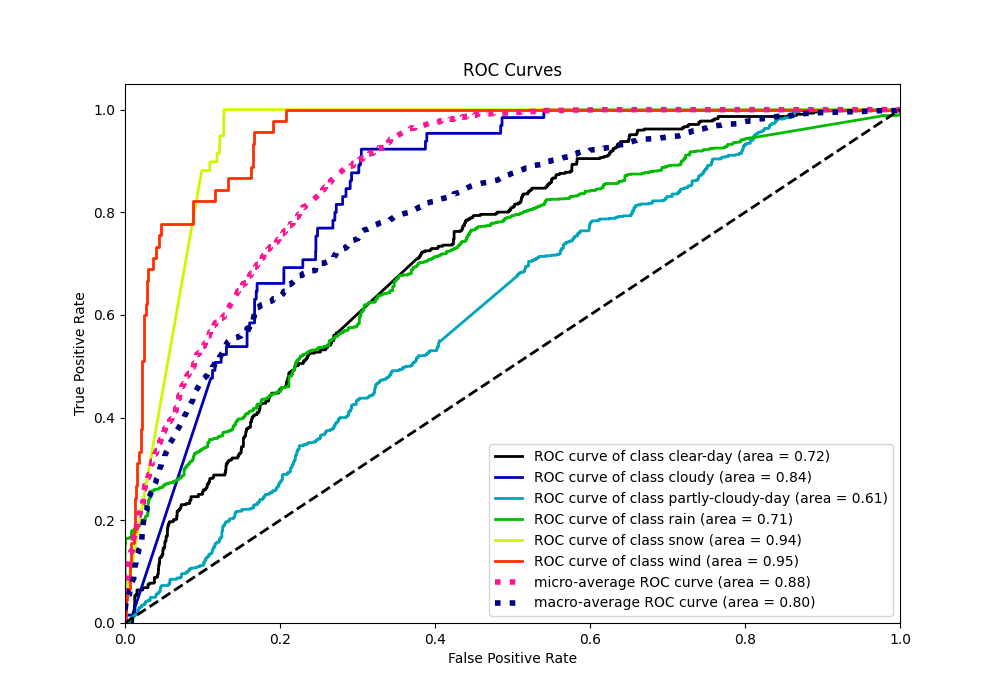 ROC Curves
True Positive Rate
1.0
0.8
0.6
0.4
0.2
0.0
ROC curve of class clear-day (area = 0.72)
ROC curve of class cloudy (area = 0.84)
ROC curve of class partly-cloudy-day (area = 0.61)
ROC curve of class rain (area = 0.71)
ROC curve of class snow (area = 0.94)
ROC curve of class wind (area = 0.95)
micro-average ROC curve (area = 0.88)
macro-average ROC curve (area = 0.80)
0.0 0.2 0.4 0.6 0.8 1.0
False Positive Rate